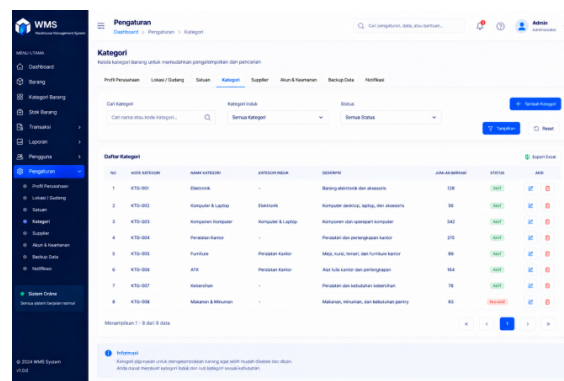 WMS
Warehouse Management System
MENU UTAMA
Dashboard
Barang
Kategori Barang
Stok Barang
Transaksi
Laporan
Pengguna
Pengaturan
Profil Perusahaan
Lokasi / Gudang
Satuan
Kategori
Supplier
Akun & Keamanan
Backup Data
Notifikasi
Sistem Online
Semua sistem berjalan normal
© 2024 WMS System
v1.0.0
Pengaturan
Dashboard > Pengaturan > Kategori
Cari pengaturan, data, atau bantuan...
Admin
Administrator
Kategori
Kelola kategori barang untuk memudahkan pengelompokan dan pencarian
Profil Perusahaan Lokasi / Gudang Satuan Kategori Supplier Akun & Keamanan Backup Data Notifikasi
Cari Kategori Kategori Induk Status
Cari nama atau kode kategori... Semua Kategori Semua Status
+ Tambah Kategori
Tampilkan Reset
Daftar Kategori Export Excel
NO KODE KATEGORI NAMA KATEGORI KATEGORI INDUK DESKRIPSI JUMLAH BARANG STATUS AKSI
1 KTG-001 Elektronik - Barang elektronik dan aksesoris 128 Aktif
2 KTG-002 Komputer & Laptop Elektronik Komputer desktop, laptop, dan aksesoris 56 Aktif
3 KTG-003 Komponen Komputer Komputer & Laptop Komponen dan sparepart komputer 342 Aktif
4 KTG-004 Peralatan Kantor - Peralatan dan perlengkapan kantor 215 Aktif
5 KTG-005 Furniture Peralatan Kantor Meja, kursi, lemari, dan furniture kantor 89 Aktif
6 KTG-006 ATK Peralatan Kantor Alat tulis kantor dan perlengkapan 164 Aktif
7 KTG-007 Kebersihan - Peralatan dan kebutuhan kebersihan 78 Aktif
8 KTG-008 Makanan & Minuman - Makanan, minuman, dan kebutuhan pantry 93 Non-Aktif
Menampilkan 1 - 8 dari 8 data
« ‹ 1 › »
Informasi
Kategori digunakan untuk mengelompokkan barang agar lebih mudah dikelola dan dicari.
Anda dapat membuat kategori induk dan sub kategori sesuai kebutuhan.